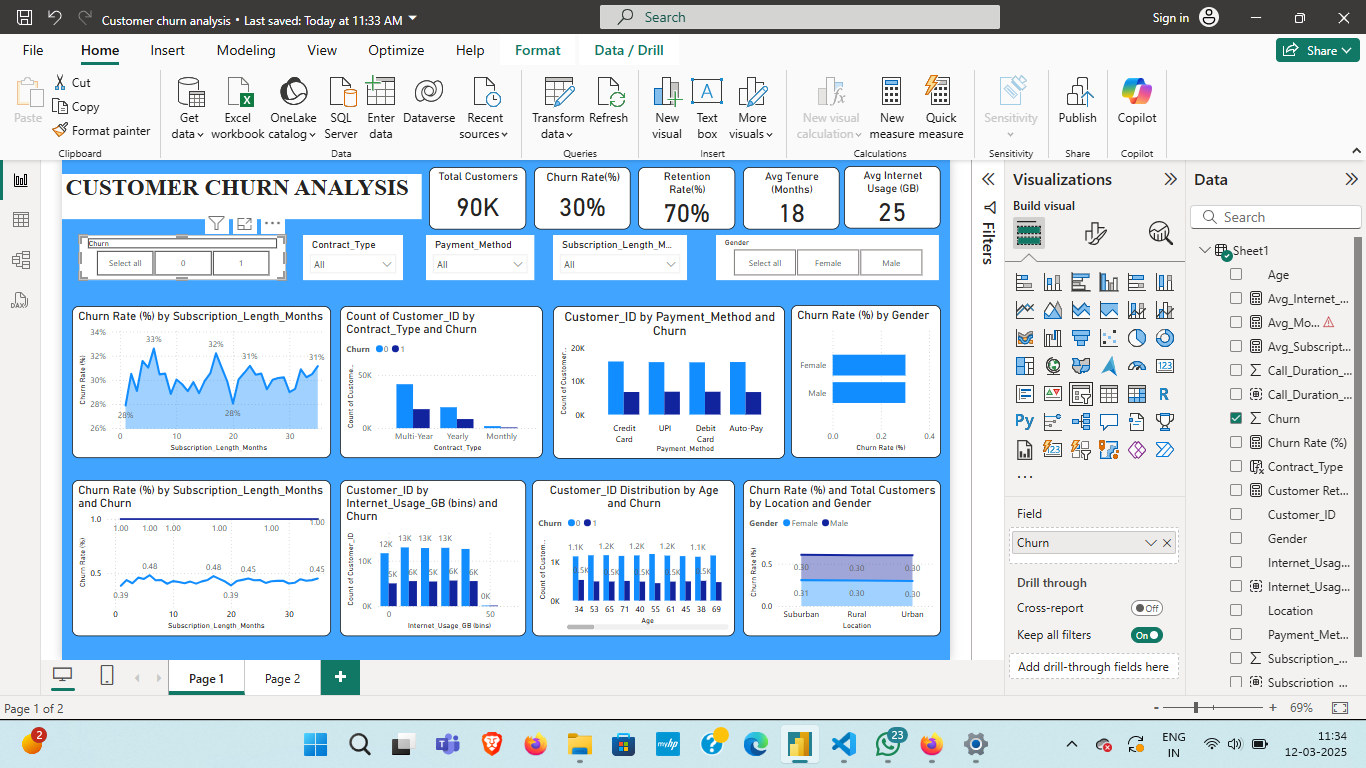 Customer churn analysis • Last saved: Today at 11:33 AM
Search
Sign in
File Home Insert Modeling View Optimize Help Format Data / Drill
Share
Paste
Cut
Copy
Format painter
Get data
Excel workbook
OneLake catalog
SQL Server
Enter data
Dataverse
Recent sources
Transform data
Refresh
New visual
Text box
More visuals
New visual calculation
New measure
Quick measure
Sensitivity
Publish
Copilot
Clipboard Data Queries Insert Calculations Sensitivity Share Copilot
CUSTOMER CHURN ANALYSIS
Total Customers
90K
Churn Rate(%)
30%
Retention Rate(%)
70%
Avg Tenure (Months)
18
Avg Internet Usage (GB)
25
Churn
Select all 0 1
Contract_Type
All
Payment_Method
All
Subscription_Length_M...
All
Gender
Select all Female Male
Churn Rate (%) by Subscription_Length_Months
Churn Rate (%)
34%
32%
30%
28%
26%
33% 32% 31% 31%
28% 28%
0 10 20 30
Subscription_Length_Months
Count of Customer_ID by
Contract_Type and Churn
Churn 0 1
Count of Custome...
50K
0K
Multi-Year Yearly Monthly
Contract_Type
Customer_ID by Payment_Method and
Churn
Count of Customer...
20K
10K
0K
Credit Card UPI Debit Card Auto-Pay
Payment_Method
Churn Rate (%) by Gender
Female
Male
0.0 0.2 0.4
Churn Rate (%)
Churn Rate (%) by Subscription_Length_Months
and Churn
Churn Rate (%)
1.0
0.5
1.00 1.00 1.00 1.00 1.00 1.00
0.48 0.48 0.45 0.45
0.39 0.39
0 10 20 30
Subscription_Length_Months
Customer_ID by
Internet_Usage_GB (bins) and
Churn
Count of Customer_ID
10K
0K
12K 13K 13K 13K
5K 6K 6K 6K 6K
0K
0 50
Internet_Usage_GB (bins)
Customer_ID Distribution by Age
and Churn
Churn 0 1
Count of Custom...
1K
0K
1.1K 1.2K 1.2K 1.1K
0.5K 0.5K 0.5K 0.5K
34 53 65 71 40 55 61 45 38 69
Age
Churn Rate (%) and Total Customers
by Location and Gender
Gender Female Male
Churn Rate (%)
0.5
0.0
0.30 0.30 0.30
0.31 0.30 0.30
Suburban Rural Urban
Location
Filters
Visualizations
Build visual
Field
Churn
Drill through
Cross-report Off
Keep all filters On
Add drill-through fields here
Data
Search
Sheet1
Age
Avg_Internet_...
Avg_Mo...
Avg_Subscript...
Call_Duration_...
Call_Duration_...
Churn
Churn Rate (%)
Contract_Type
Customer Ret...
Customer_ID
Gender
Internet_Usag...
Internet_Usag...
Location
Payment_Met...
Subscription_...
Subscription_...
Page 1 Page 2
Page 1 of 2
69%
2
myhp
23
ENG
IN
11:34
12-03-2025